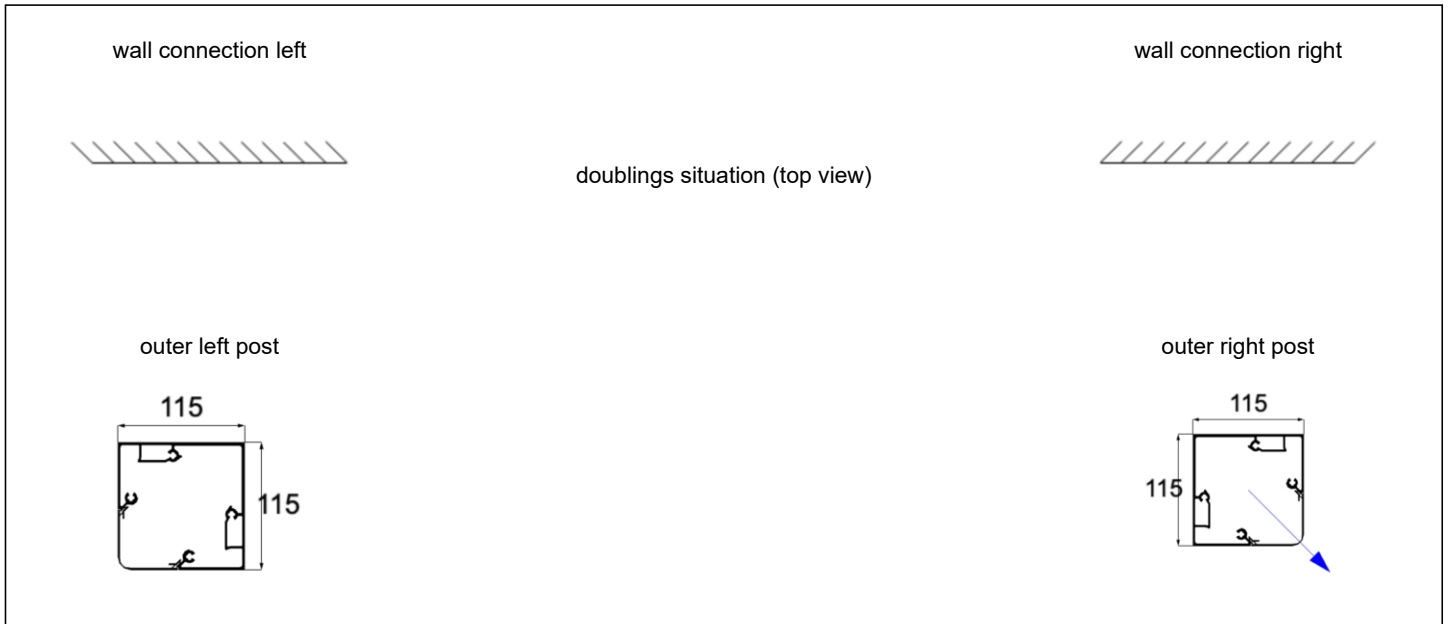 wall connection left
wall connection right
doublings situation (top view)
outer left post
outer right post
115
115
115
115